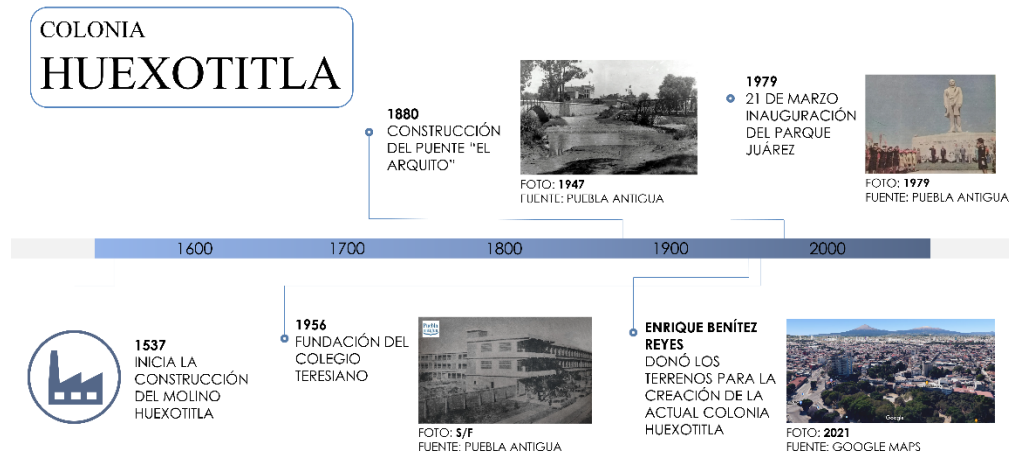 COLONIA
HUEXOTITLA
1880
CONSTRUCCIÓN
DEL PUENTE "EL
ARQUITO"
FOTO: 1947
FUENTE: PUEBLA ANTIGUA
1979
21 DE MARZO
INAUGURACIÓN
DEL PARQUE
JUÁREZ
FOTO: 1979
FUENTE: PUEBLA ANTIGUA
1600 1700 1800 1900 2000
1537
INICIA LA
CONSTRUCCIÓN
DEL MOLINO
HUEXOTITLA
1956
FUNDACIÓN DEL
COLEGIO
TERESIANO
Puebla
FOTO: S/F
FUENTE: PUEBLA ANTIGUA
ENRIQUE BENÍTEZ
REYES
DONÓ LOS
TERRENOS PARA LA
CREACIÓN DE LA
ACTUAL COLONIA
HUEXOTITLA
Google
FOTO: 2021
FUENTE: GOOGLE MAPS